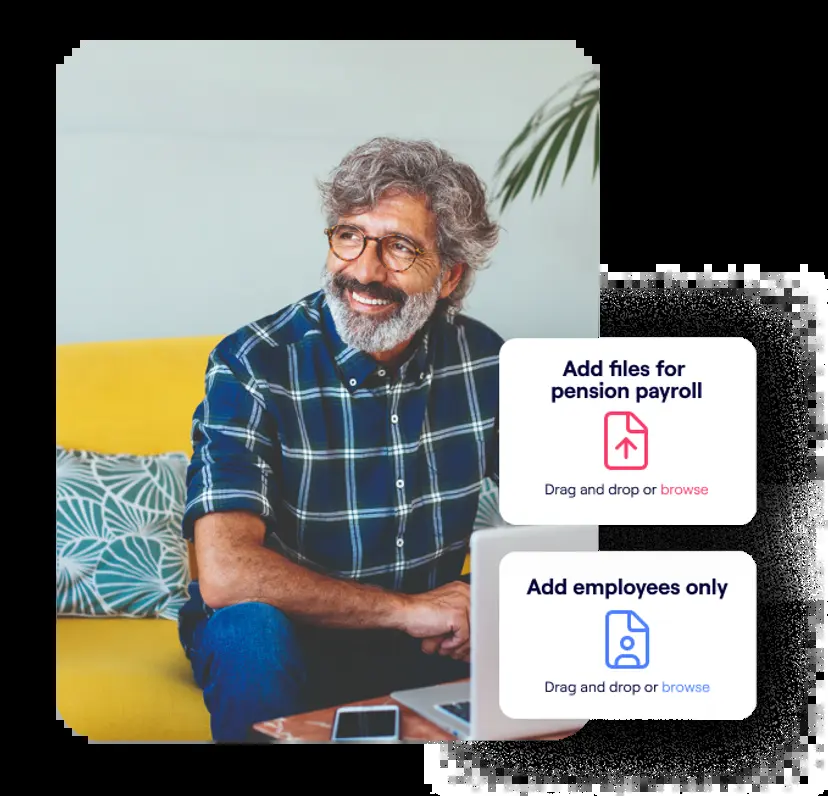 Add files for
pension payroll
Drag and drop or browse
Add employees only
Drag and drop or browse